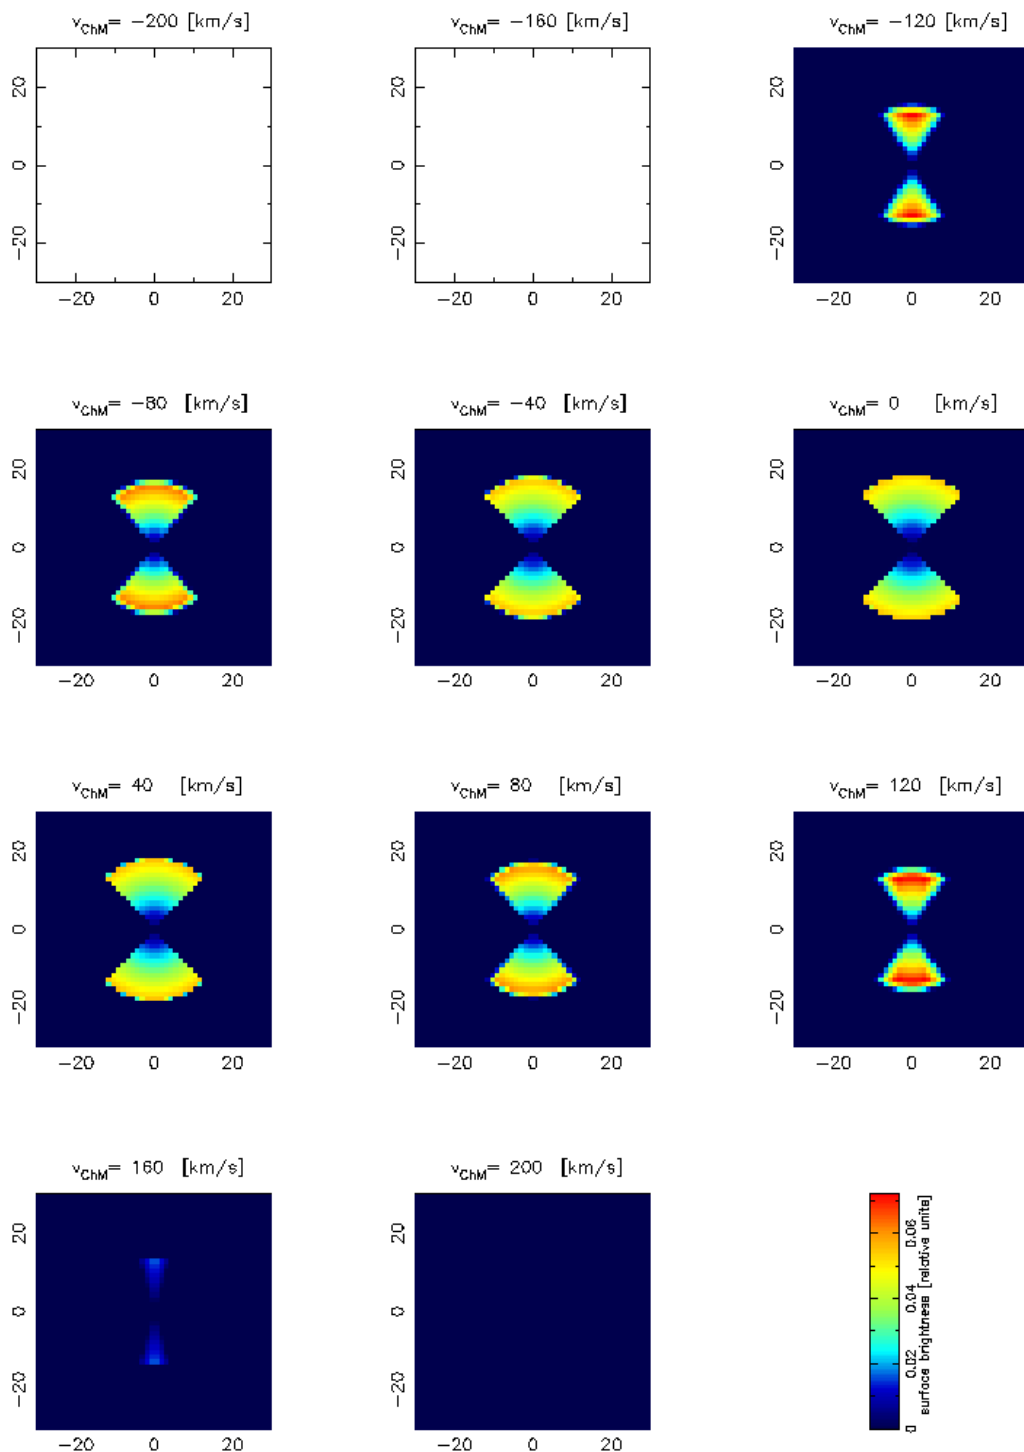 v_ChM= −200 [km/s]
v_ChM= −160 [km/s]
v_ChM= −120 [km/s]
20
0
−20
−20 0 20
20
0
−20
−20 0 20
20
0
−20
−20 0 20
v_ChM= −80 [km/s]
v_ChM= −40 [km/s]
v_ChM= 0 [km/s]
20
0
−20
−20 0 20
20
0
−20
−20 0 20
20
0
−20
−20 0 20
v_ChM= 40 [km/s]
v_ChM= 80 [km/s]
v_ChM= 120 [km/s]
20
0
−20
−20 0 20
20
0
−20
−20 0 20
20
0
−20
−20 0 20
v_ChM= 160 [km/s]
v_ChM= 200 [km/s]
20
0
−20
−20 0 20
20
0
−20
−20 0 20
0 0.02 0.04 0.06
surface brightness [relative units]